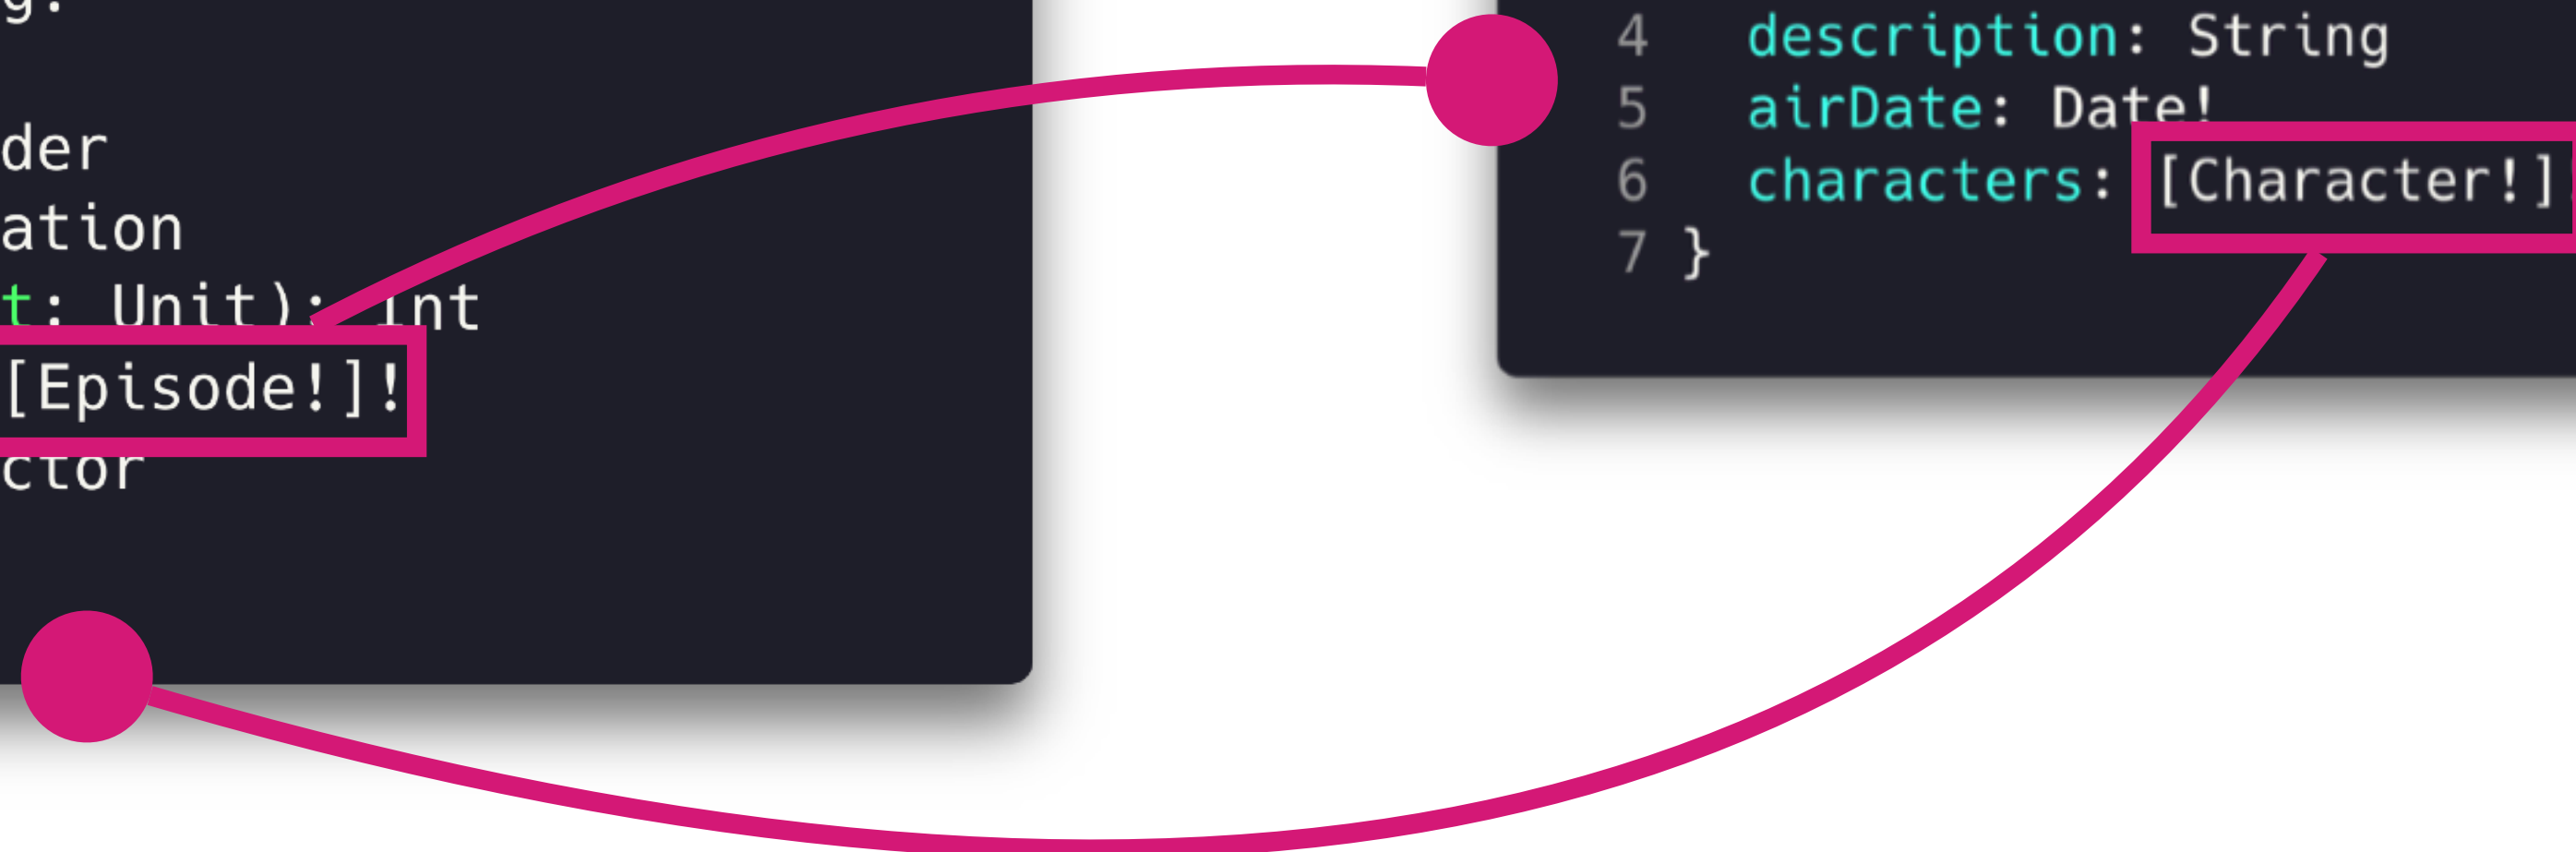 g:
der
ation
t: Unit): Int
[Episode!]!
ctor
4 description: String
5 airDate: Date!
6 characters: [Character!]
7 }